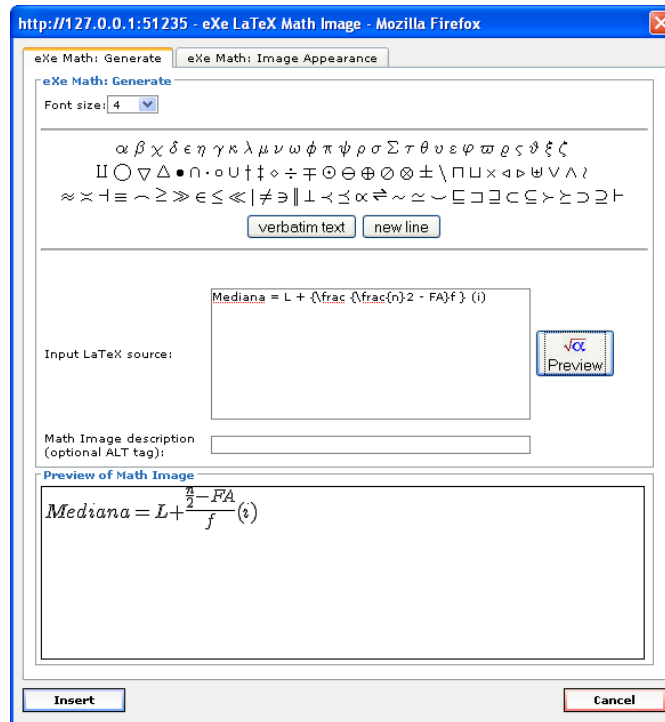 http://127.0.0.1:51235 - eXe LaTeX Math Image - Mozilla Firefox
eXe Math: Generate eXe Math: Image Appearance
eXe Math: Generate
Font size: 4
α β χ δ ϵ η γ κ λ μ ν ω ϕ π ψ ρ σ Σ τ θ υ ε φ ϖ ϱ ς ϑ ξ ζ
∐ ◯ ▽ △ • ∩ · ∘ ∪ † ‡ ⋄ ÷ ∓ ⊙ ⊖ ⊕ ⊘ ⊗ ± \ ⊓ ⊔ × ◃ ▹ ⊎ ∨ ∧ ≀
≈ ≍ ⊣ ≡ ⌢ ≥ ≫ ∈ ≤ ≪ ∣ ≠ ∋ ∥ ⊥ ≺ ⪯ ∝ ⇌ ∼ ≃ ⌣ ⊑ ⊐ ⊒ ⊂ ⊆ ≻ ⪰ ⊃ ⊇ ⊢
verbatim text new line
Mediana = L + {\frac {\frac{n}2 - FA}f } (i)
Input LaTeX source:
√α
Preview
Math Image description
(optional ALT tag):
Preview of Math Image
Mediana = L+\frac{\frac{n}{2}-FA}{f}(i)
Insert Cancel